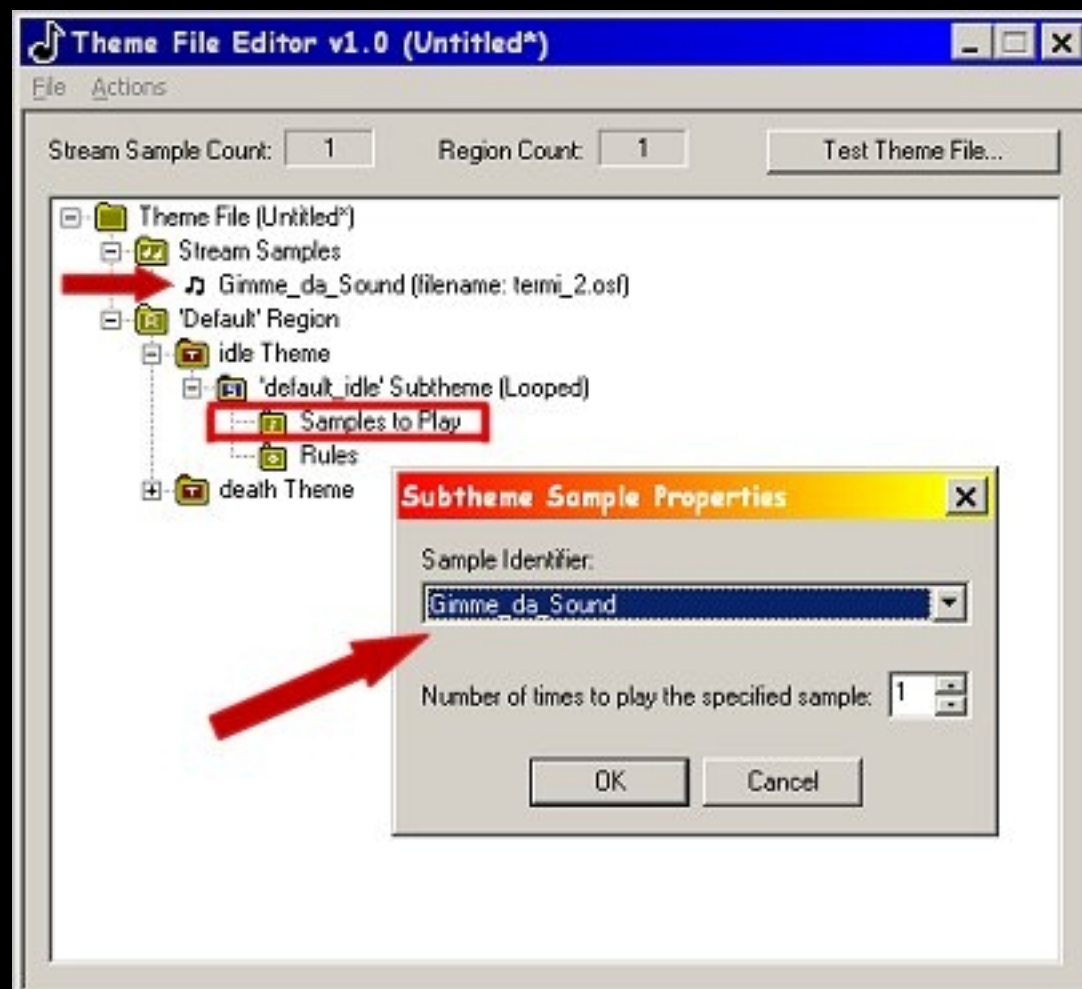 Theme File Editor v1.0 (Untitled*)
File Actions
Stream Sample Count: 1 Region Count: 1 Test Theme File...
Theme File (Untitled*)
Stream Samples
Gimme_da_Sound (filename: termi_2.osf)
'Default' Region
idle Theme
'default_idle' Subtheme (Looped)
Samples to Play
Rules
death Theme
Subtheme Sample Properties
Sample Identifier:
Gimme_da_Sound
Number of times to play the specified sample: 1
OK Cancel